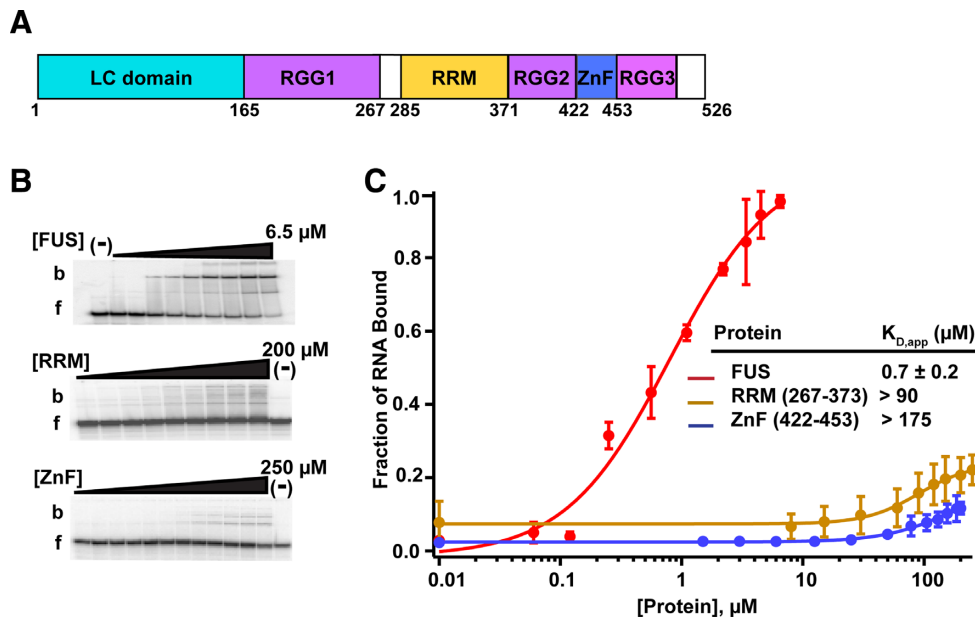 A
LC domain RGG1 RRM RGG2 ZnF RGG3
1 165 267 285 371 422 453 526
B
[FUS] (-) 6.5 µM
b
f
[RRM] 200 µM
(-)
b
f
[ZnF] 250 µM
(-)
b
f
C
Fraction of RNA Bound
1.0
0.8
0.6
0.4
0.2
0.0
Protein K_D,app (µM)
FUS 0.7 ± 0.2
RRM (267-373) > 90
ZnF (422-453) > 175
0.01 0.1 1 10 100
[Protein], µM